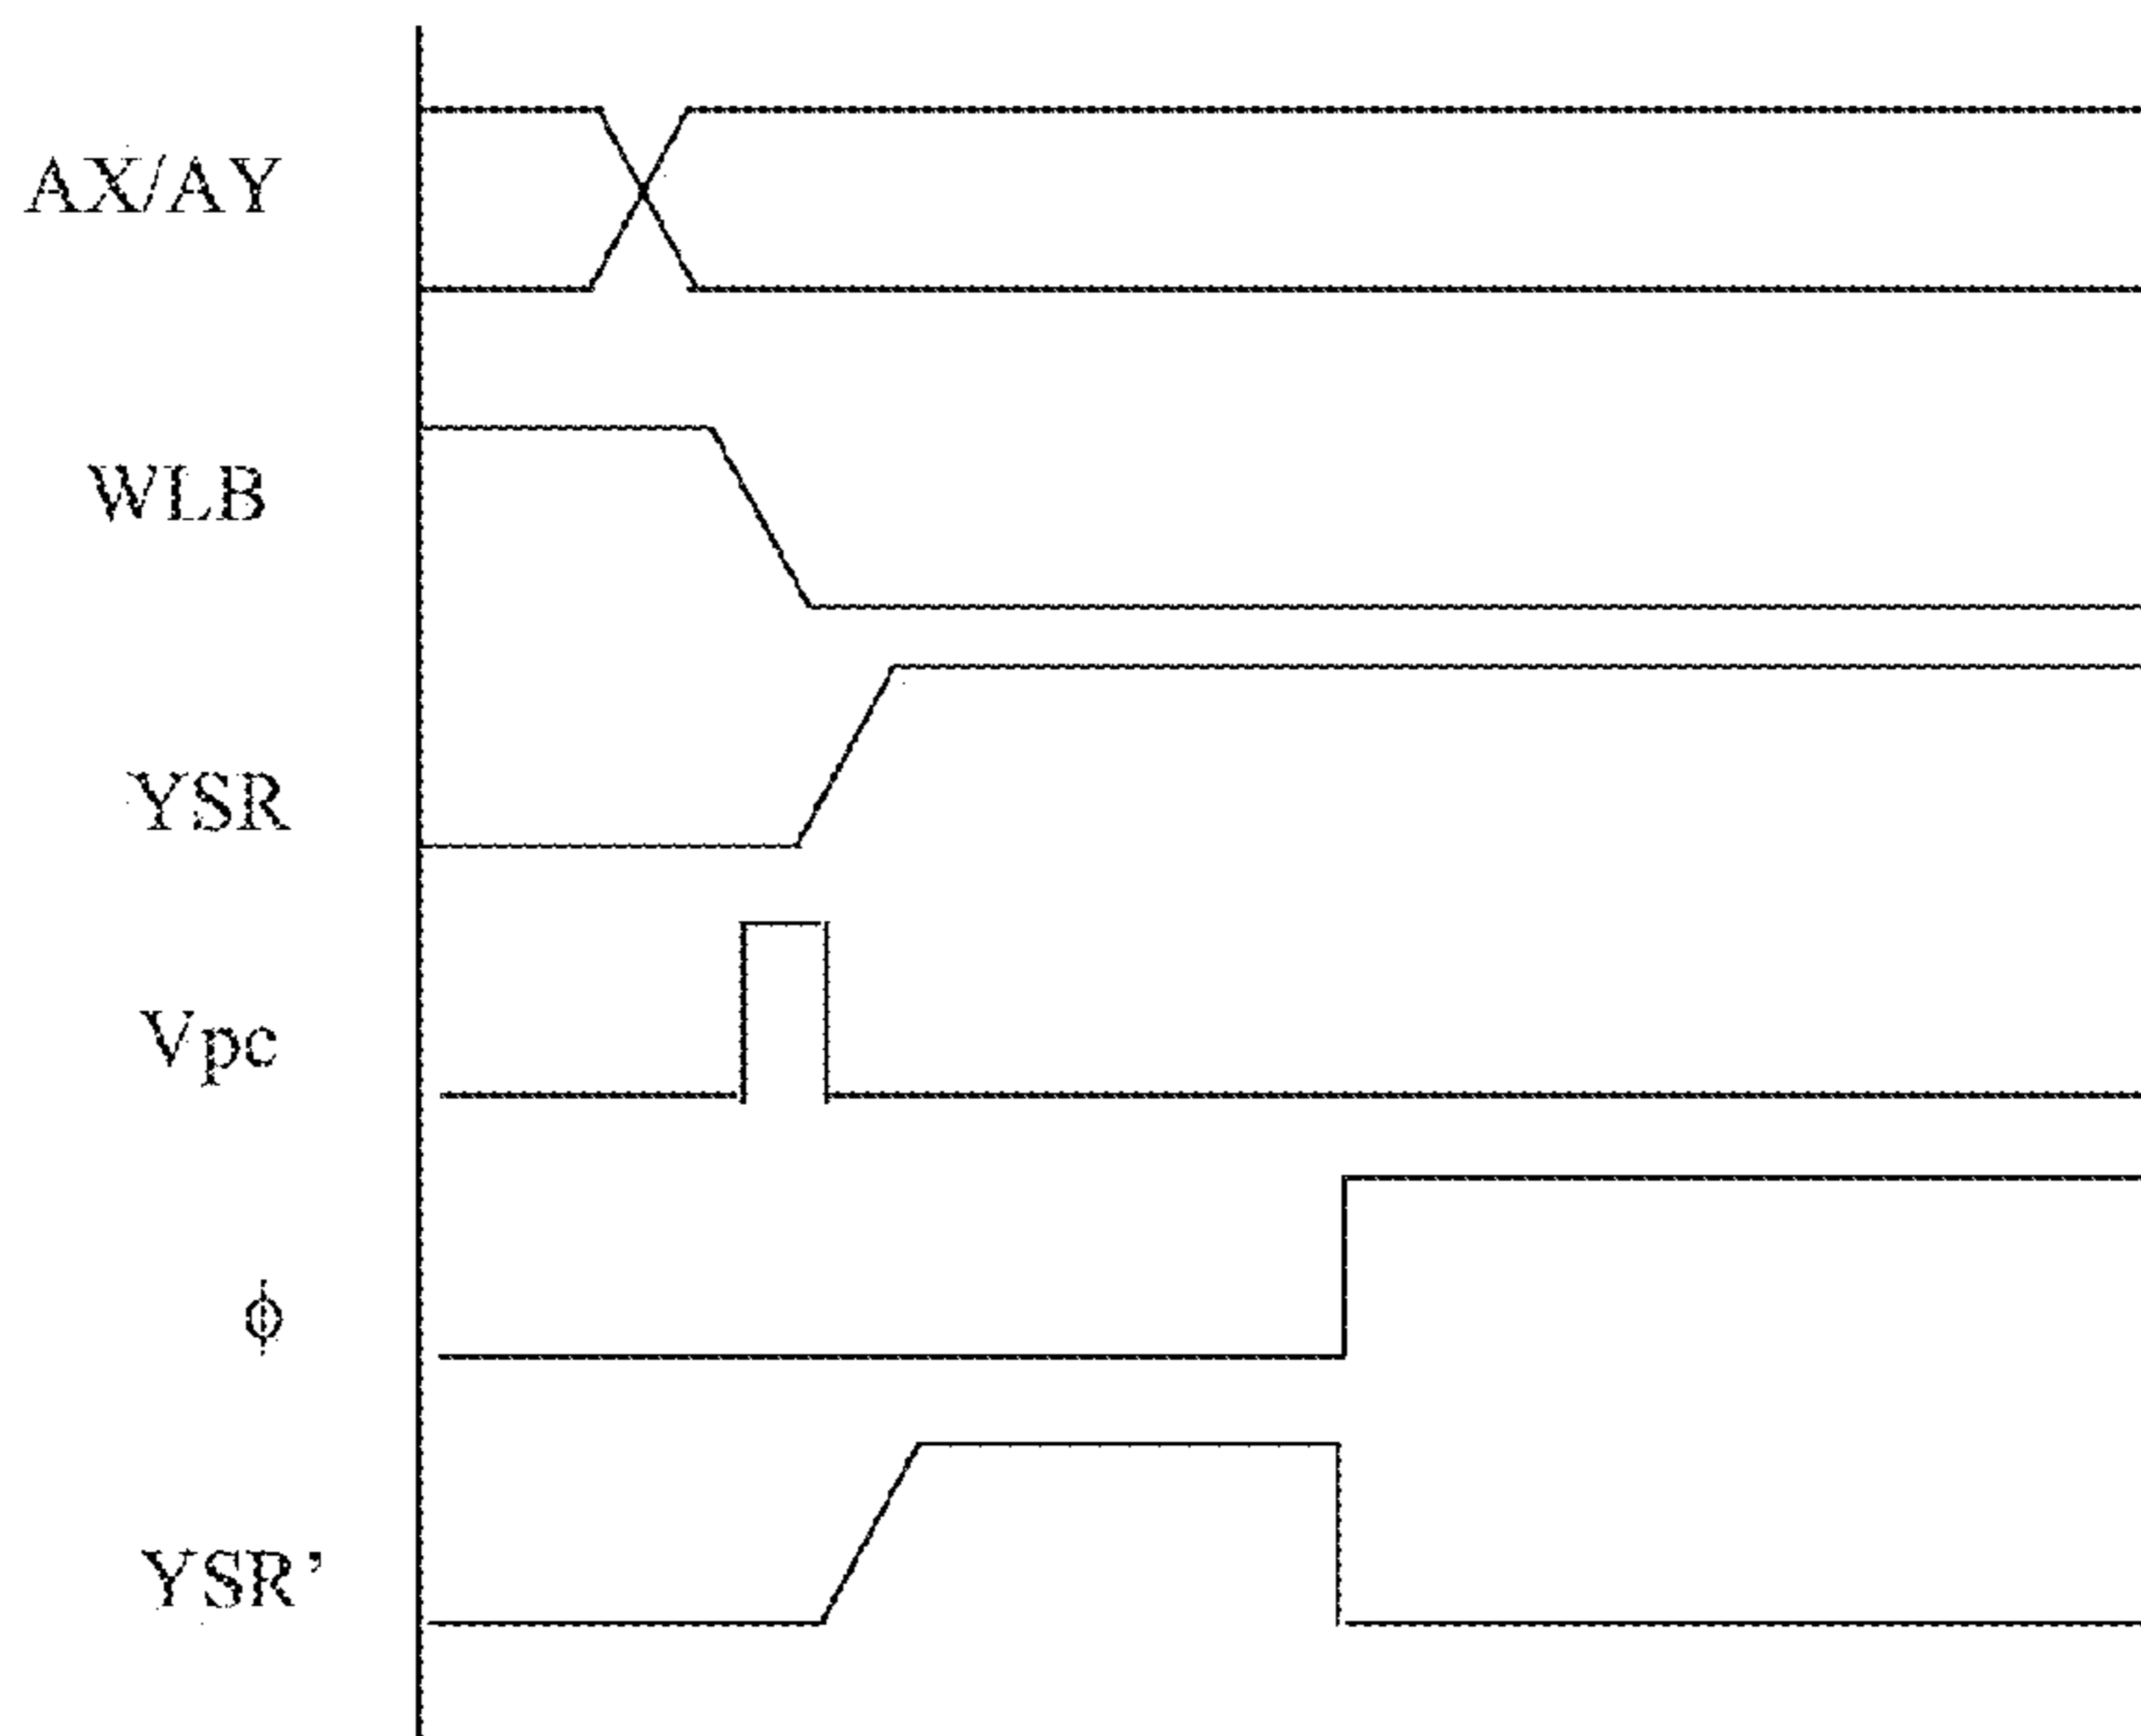 AX/AY
WLB
YSR
Vpc
ϕ
YSR’